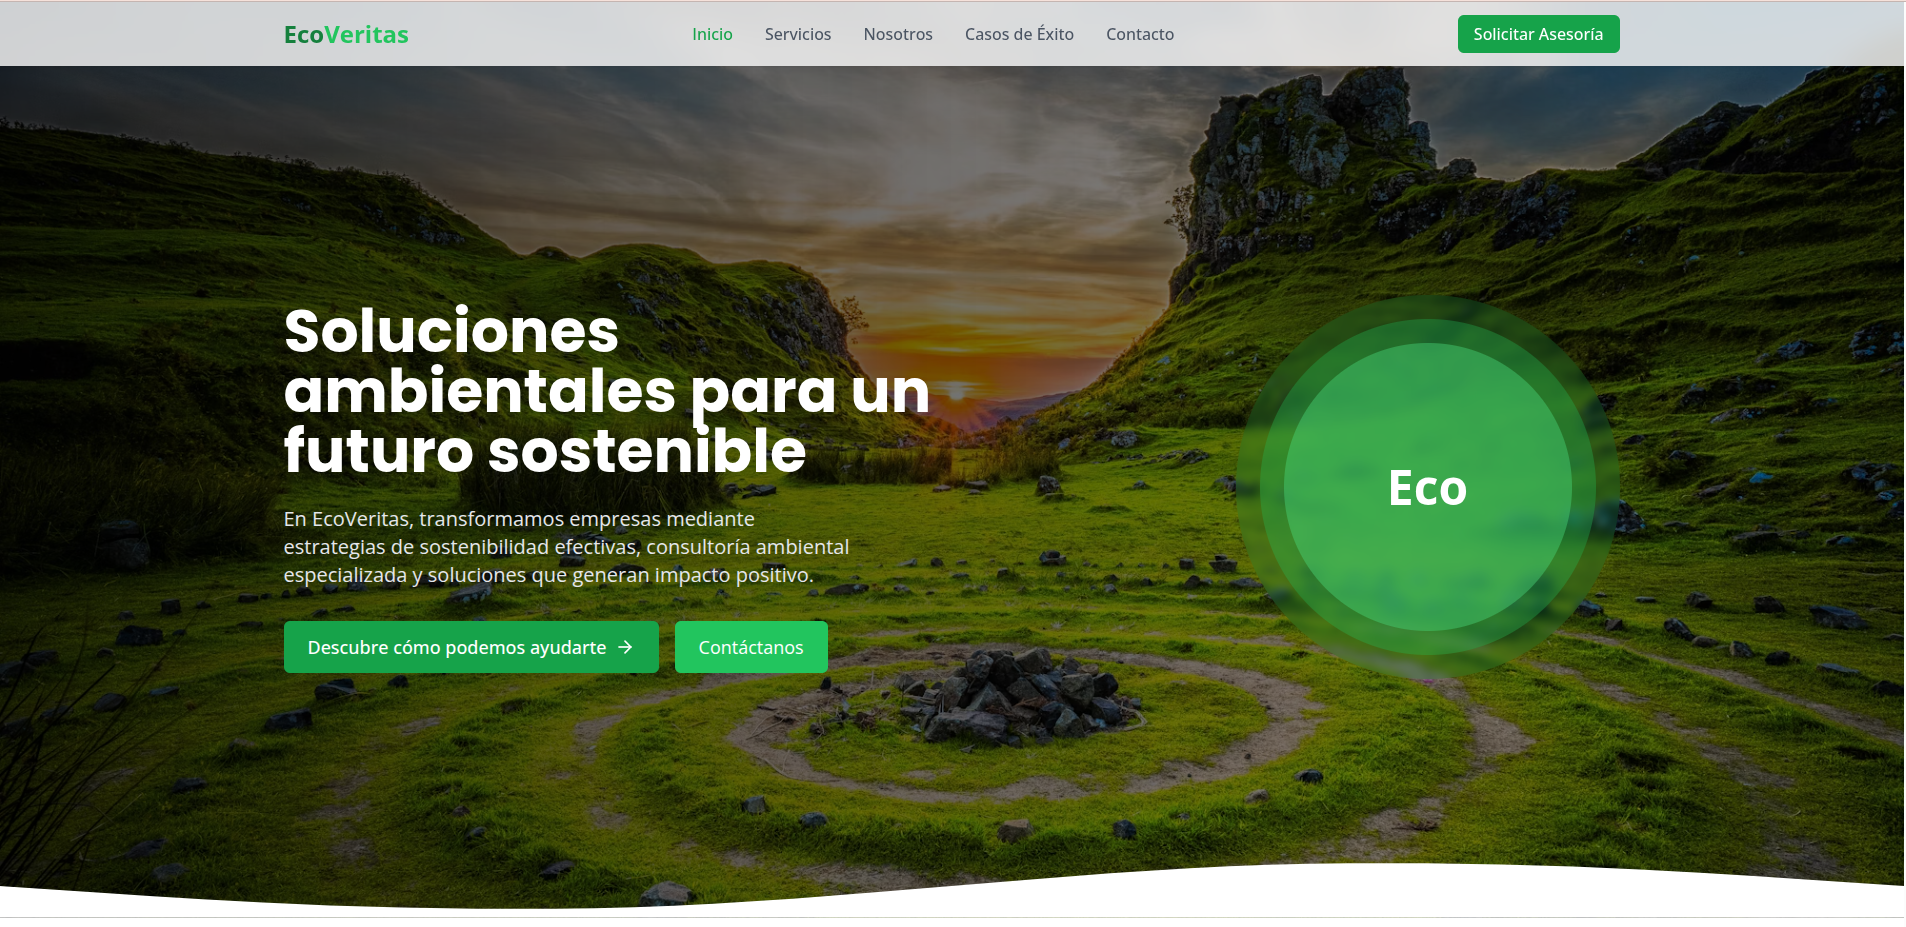 EcoVeritas
Inicio Servicios Nosotros Casos de Éxito Contacto
Solicitar Asesoría
Soluciones
ambientales para un
futuro sostenible
En EcoVeritas, transformamos empresas mediante
estrategias de sostenibilidad efectivas, consultoría ambiental
especializada y soluciones que generan impacto positivo.
Descubre cómo podemos ayudarte →
Contáctanos
Eco